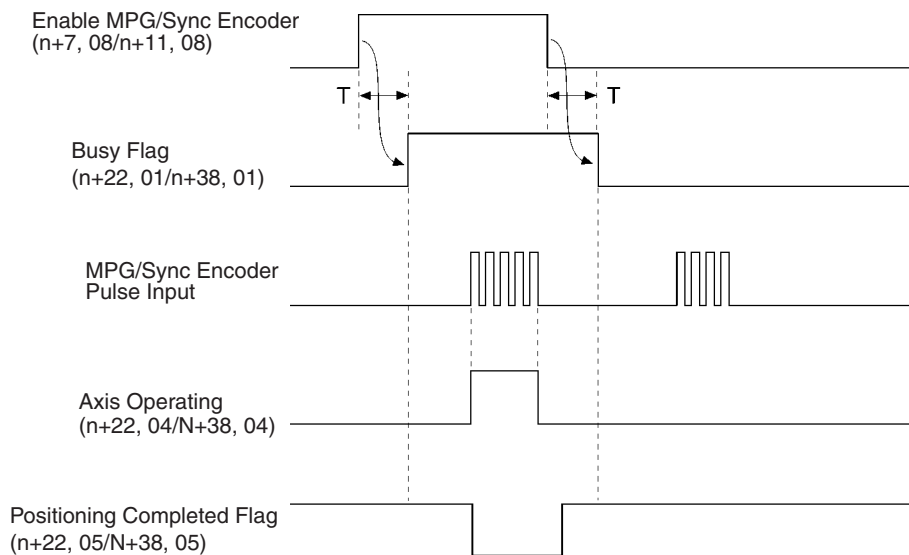 Enable MPG/Sync Encoder
(n+7, 08/n+11, 08)
T
T
Busy Flag
(n+22, 01/n+38, 01)
MPG/Sync Encoder
Pulse Input
Axis Operating
(n+22, 04/N+38, 04)
Positioning Completed Flag
(n+22, 05/N+38, 05)